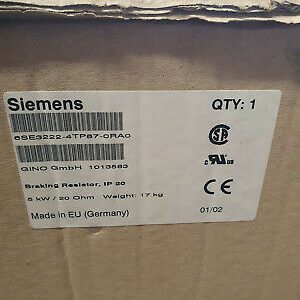 Siemens QTY: 1
6SE3222-4TP87-0RA0
GINO GmbH 1013583
Braking Resistor, IP 20
5 kW / 20 Ohm Weight: 17 kg
Made in EU (Germany) 01/02